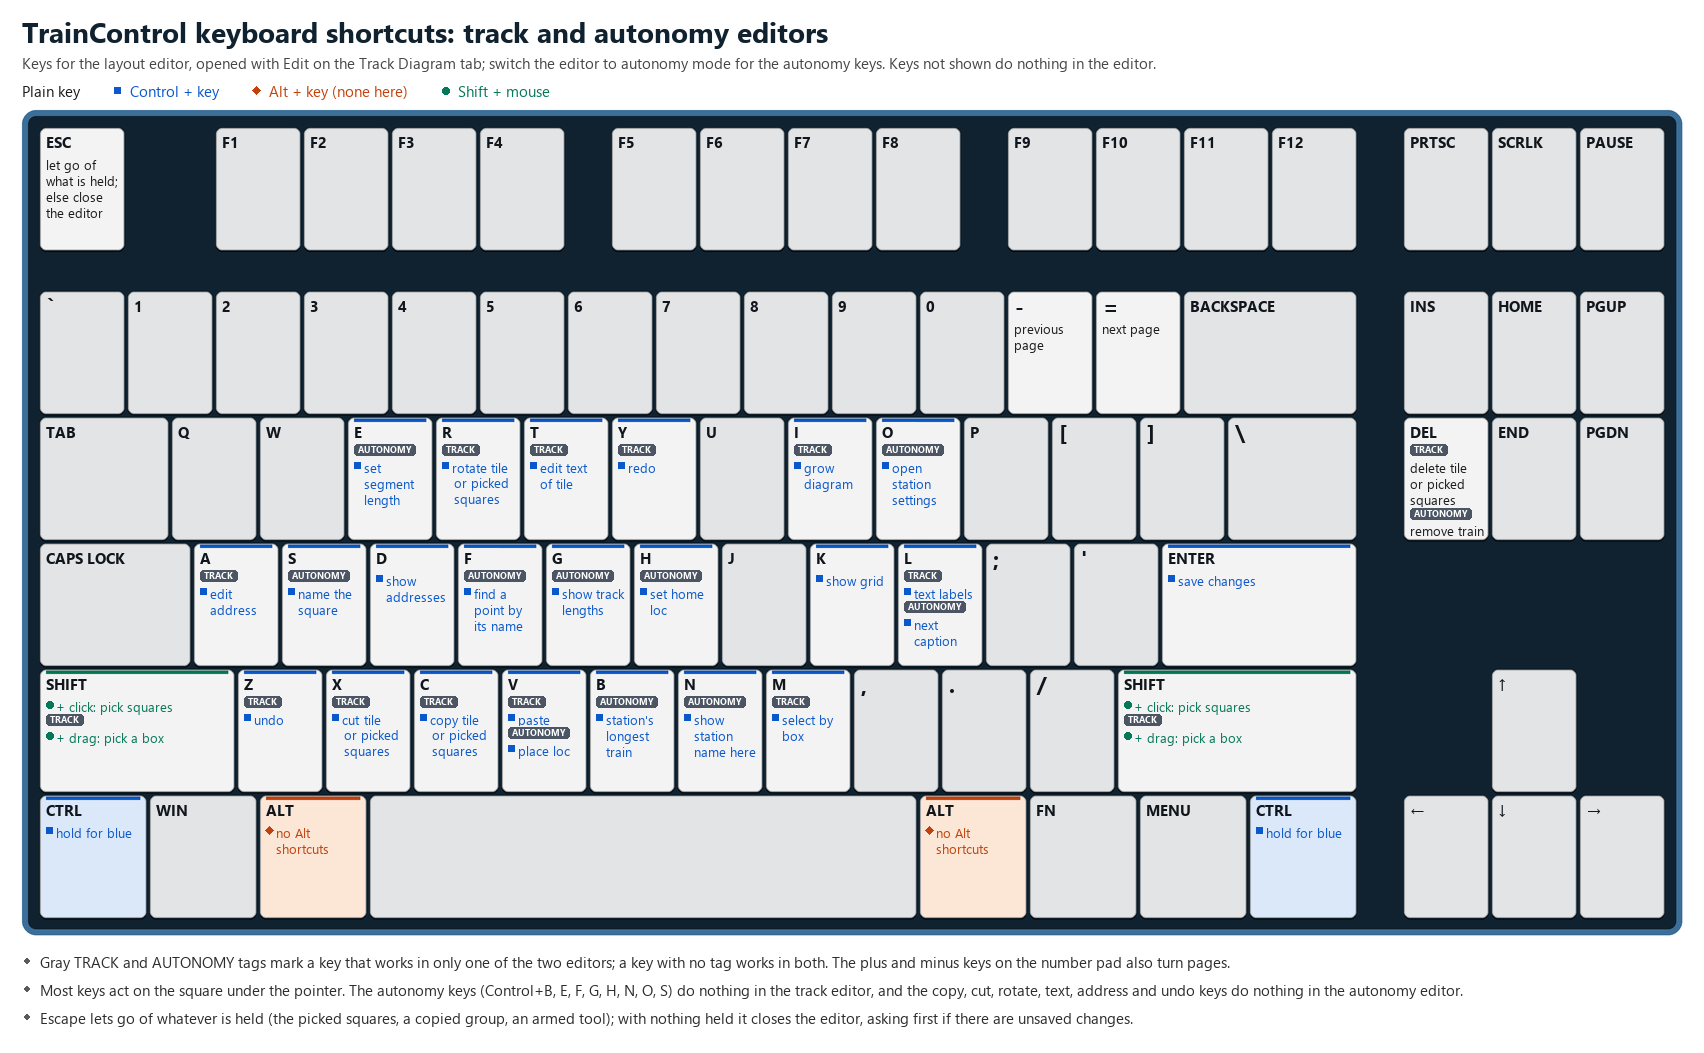 TrainControl keyboard shortcuts: track and autonomy editors
Keys for the layout editor, opened with Edit on the Track Diagram tab; switch the editor to autonomy mode for the autonomy keys. Keys not shown do nothing in the editor.
Plain key
Control + key
Alt + key (none here)
Shift + mouse
ESC
let go of
what is held;
else close
the editor
F1
F2
F3
F4
F5
F6
F7
F8
F9
F10
F11
F12
PRTSC
SCRLK
PAUSE
`
1
2
3
4
5
6
7
8
9
0
-
previous
page
=
next page
BACKSPACE
INS
HOME
PGUP
TAB
Q
W
E
AUTONOMY
set
segment
length
R
TRACK
rotate tile
or picked
squares
T
TRACK
edit text
of tile
Y
TRACK
redo
U
I
TRACK
grow
diagram
O
AUTONOMY
open
station
settings
P
[
]
\
DEL
TRACK
delete tile
or picked
squares
AUTONOMY
remove train
END
PGDN
CAPS LOCK
A
TRACK
edit
address
S
AUTONOMY
name the
square
D
show
addresses
F
AUTONOMY
find a
point by
its name
G
AUTONOMY
show track
lengths
H
AUTONOMY
set home
loc
J
K
show grid
L
TRACK
text labels
AUTONOMY
next
caption
;
'
ENTER
save changes
SHIFT
+ click: pick squares
TRACK
+ drag: pick a box
Z
TRACK
undo
X
TRACK
cut tile
or picked
squares
C
TRACK
copy tile
or picked
squares
V
TRACK
paste
AUTONOMY
place loc
B
AUTONOMY
station's
longest
train
N
AUTONOMY
show
station
name here
M
TRACK
select by
box
,
.
/
SHIFT
+ click: pick squares
TRACK
+ drag: pick a box
↑
CTRL
hold for blue
WIN
ALT
no Alt
shortcuts
ALT
no Alt
shortcuts
FN
MENU
CTRL
hold for blue
←
↓
→
Gray TRACK and AUTONOMY tags mark a key that works in only one of the two editors; a key with no tag works in both. The plus and minus keys on the number pad also turn pages.
Most keys act on the square under the pointer. The autonomy keys (Control+B, E, F, G, H, N, O, S) do nothing in the track editor, and the copy, cut, rotate, text, address and undo keys do nothing in the autonomy editor.
Escape lets go of whatever is held (the picked squares, a copied group, an armed tool); with nothing held it closes the editor, asking first if there are unsaved changes.